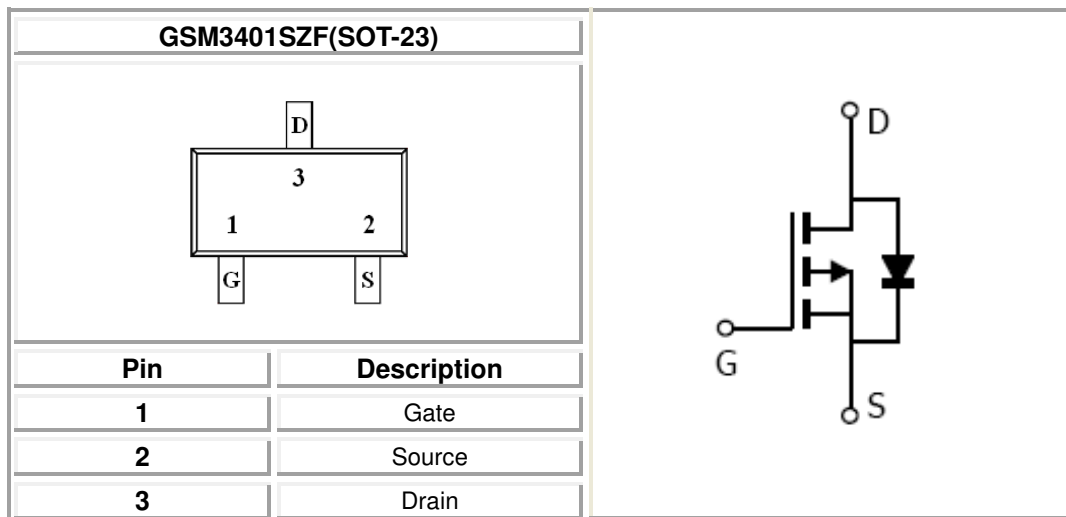 GSM3401SZF(SOT-23)
D
3
1 2
G S
Pin Description
1 Gate
2 Source
3 Drain
D
G
S